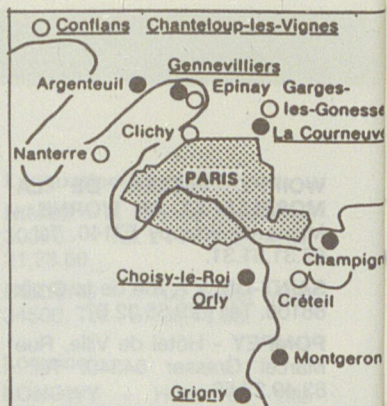 Conflans Chanteloup-les-Vignes
Gennevilliers
Argenteuil
Epinay
Garges-
les-Gonesse
Clichy
La Courneuve
Nanterre
PARIS
Champign
Choisy-le-Roi
Orly
Créteil
Montgeron
Grigny